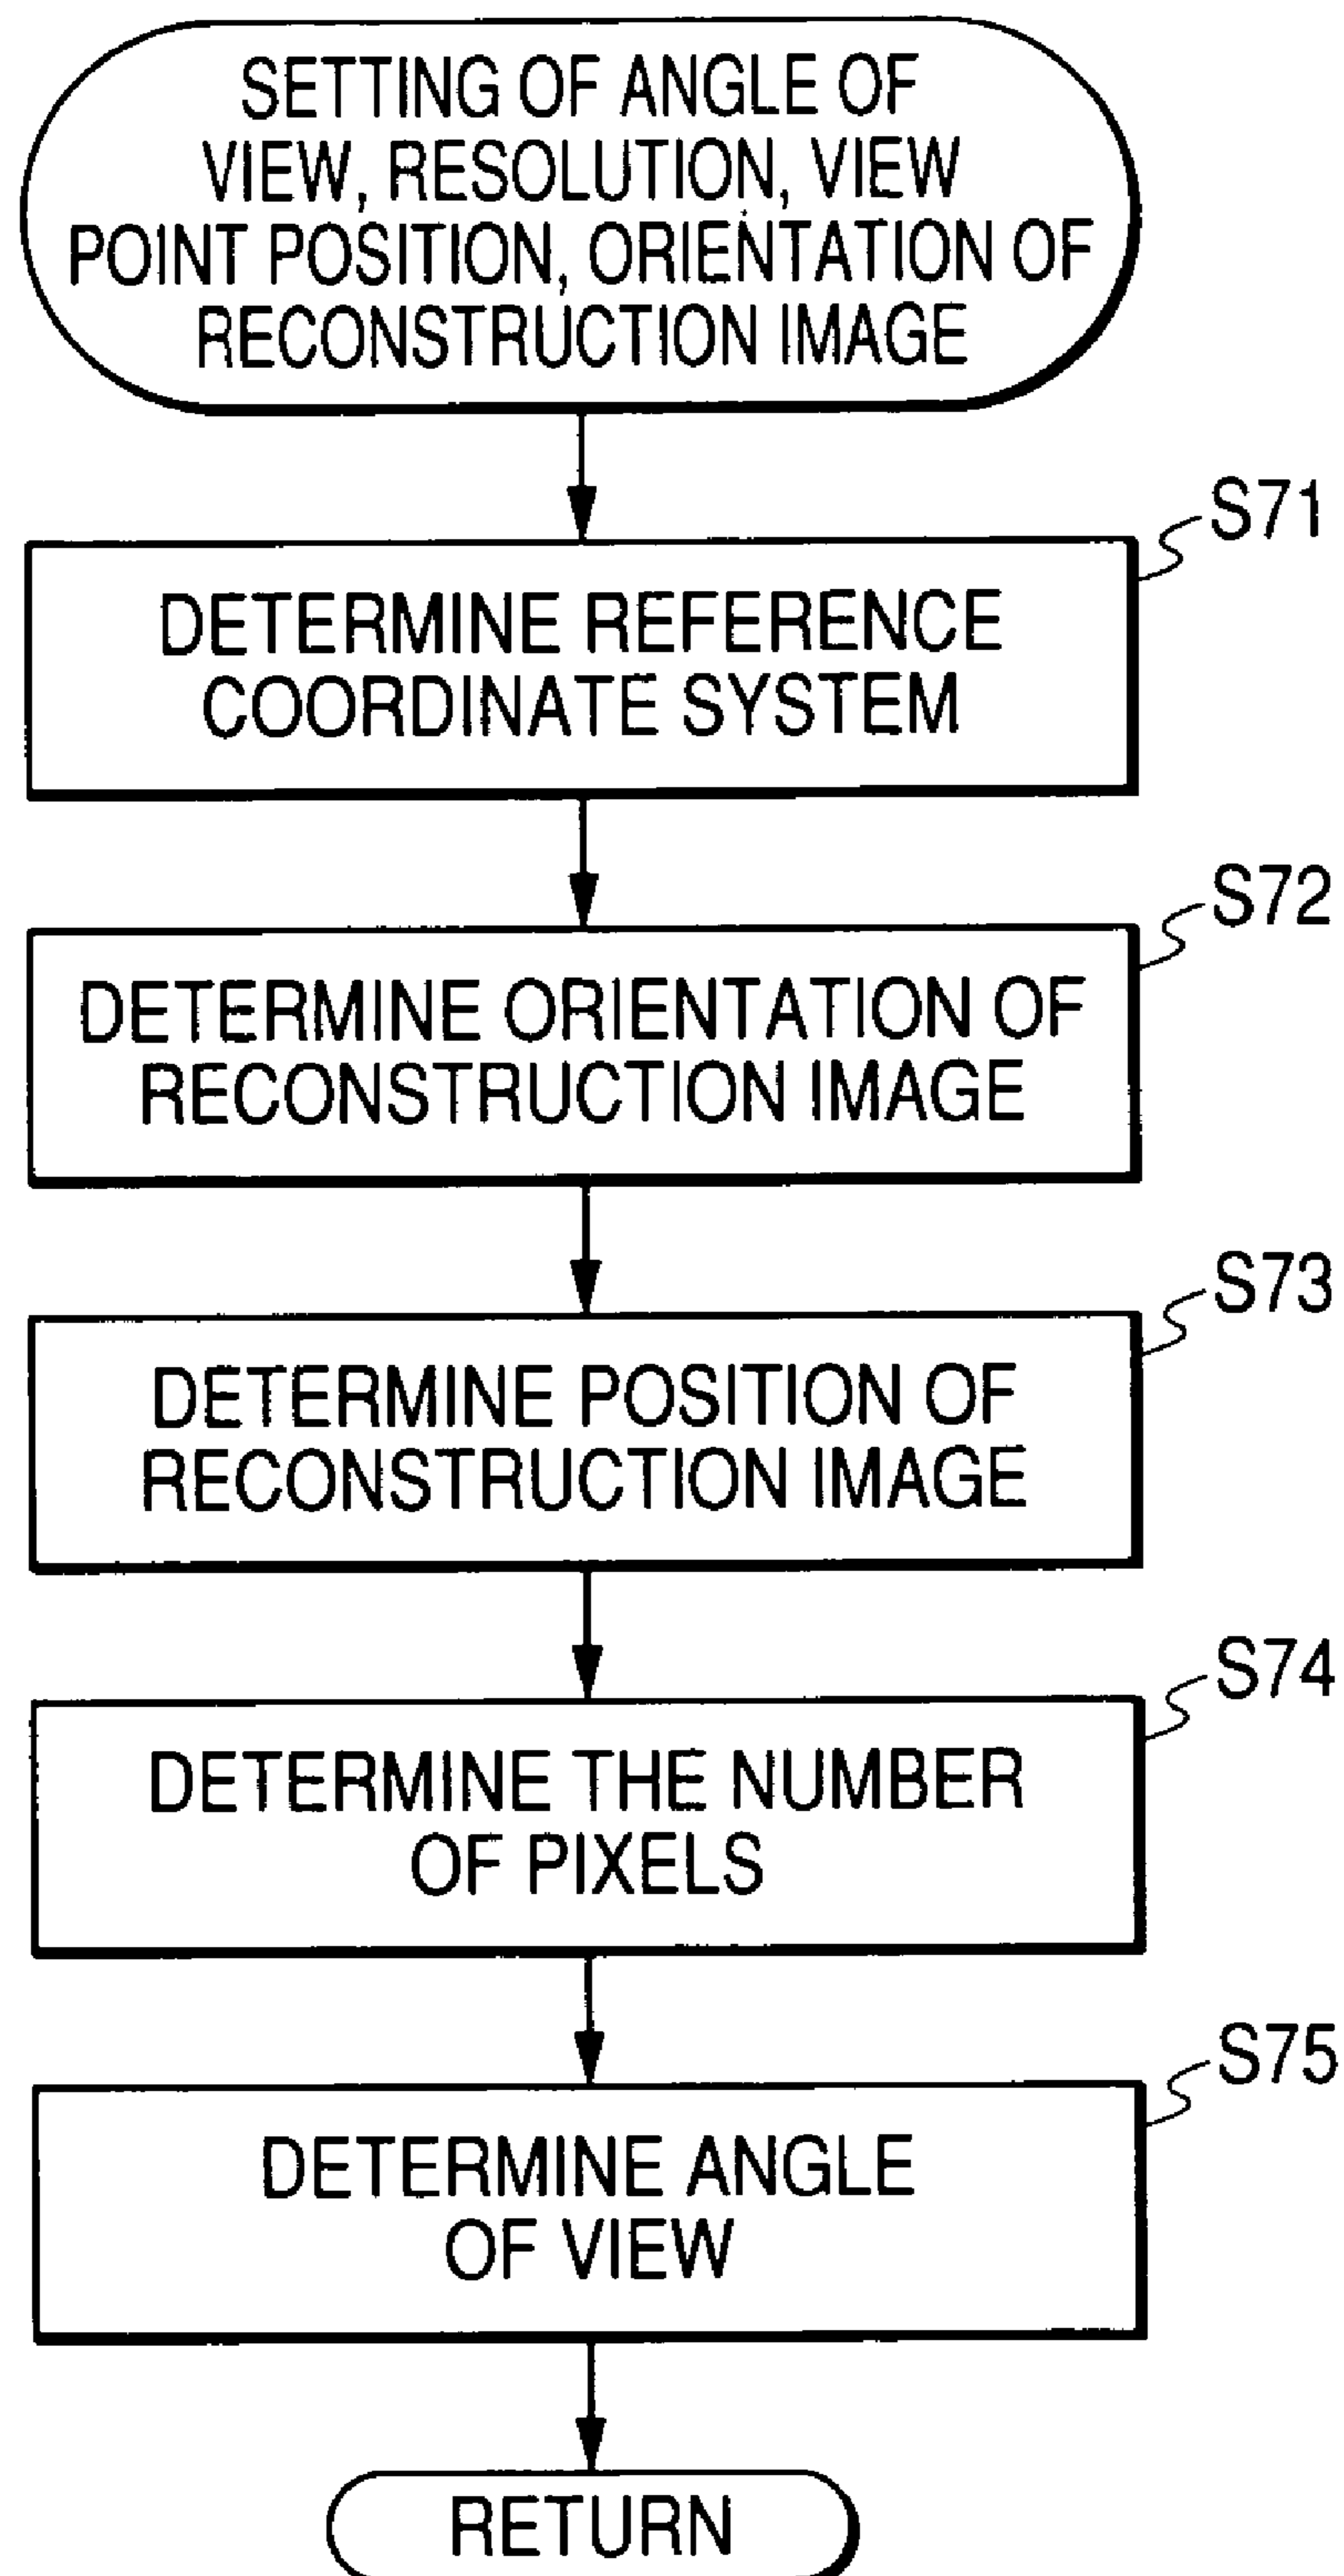 SETTING OF ANGLE OF
VIEW, RESOLUTION, VIEW
POINT POSITION, ORIENTATION OF
RECONSTRUCTION IMAGE
S71
DETERMINE REFERENCE
COORDINATE SYSTEM
S72
DETERMINE ORIENTATION OF
RECONSTRUCTION IMAGE
S73
DETERMINE POSITION OF
RECONSTRUCTION IMAGE
S74
DETERMINE THE NUMBER
OF PIXELS
S75
DETERMINE ANGLE
OF VIEW
RETURN